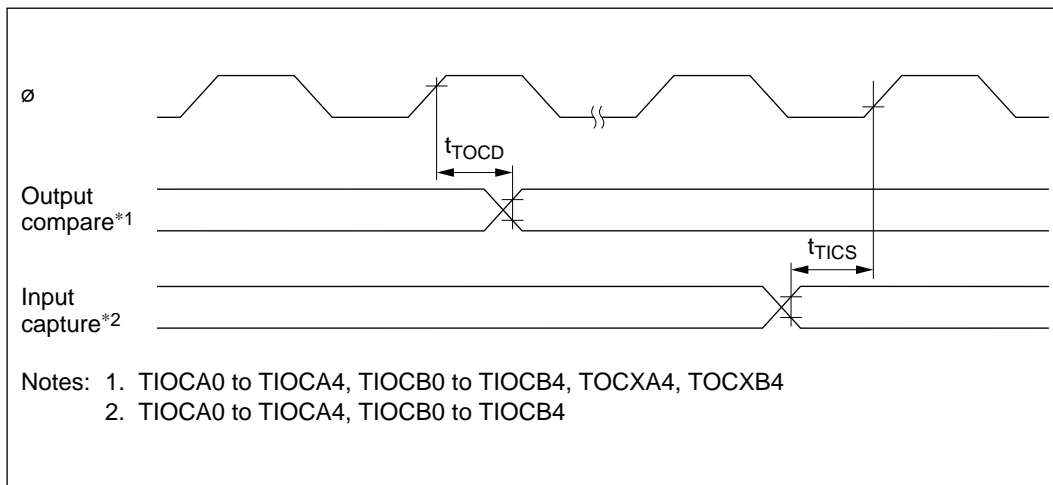 ø
tTOCD
Output
compare*1
tTICS
Input
capture*2
Notes: 1. TIOCA0 to TIOCA4, TIOCB0 to TIOCB4, TOCXA4, TOCXB4
2. TIOCA0 to TIOCA4, TIOCB0 to TIOCB4